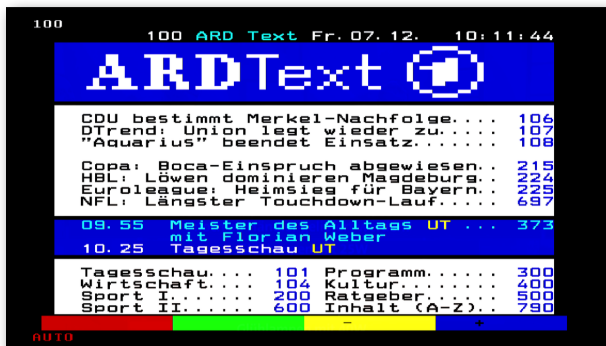 100
100 ARD Text Fr.07.12. 10:11:44
ARDText 1
CDU bestimmt Merkel-Nachfolge.... 106
DTrend: Union legt wieder zu..... 107
"Aquarius" beendet Einsatz....... 108
Copa: Boca-Einspruch abgewiesen.. 215
HBL: Löwen dominieren Magdeburg.. 224
Euroleague: Heimsieg für Bayern.. 225
NFL: Längster Touchdown-Lauf..... 697
09.55 Meister des Alltags UT ... 373
mit Florian Weber
10.25 Tagesschau UT
Tagesschau.... 101 Programm....... 300
Wirtschaft.... 104 Kultur......... 400
Sport I....... 200 Ratgeber....... 500
Sport II...... 600 Inhalt (A-Z).. 790
- +
AUTO